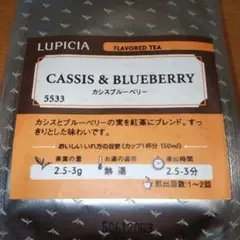 LUPICIA
FLAVORED TEA
CASSIS & BLUEBERRY
5533
カシスブルーベリー
カシスとブルーベリーの実を紅茶にブレンド。すっ
きりとした味わいです。
おいしいいれ方の目安(カップ1杯分 150ml)
茶葉の量 お湯の温度 蒸出時間
2.5-3g 熱湯 2.5-3分
煎出回数:1〜2回